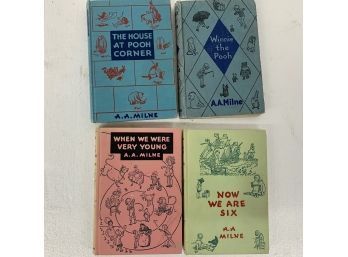 THE HOUSE
AT POOH
CORNER
A.A. MILNE
Winnie
the
Pooh
A.A.Milne
WHEN WE WERE
VERY YOUNG
A.A. MILNE
NOW
WE ARE
SIX
A.A
MILNE